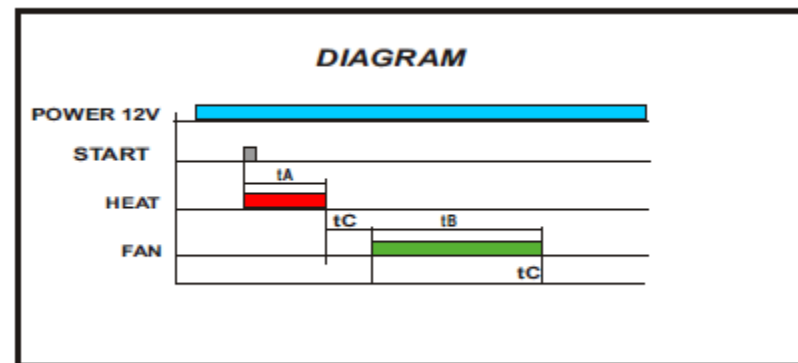 DIAGRAM
POWER 12V
START
tA
HEAT
tC tB
FAN
tC